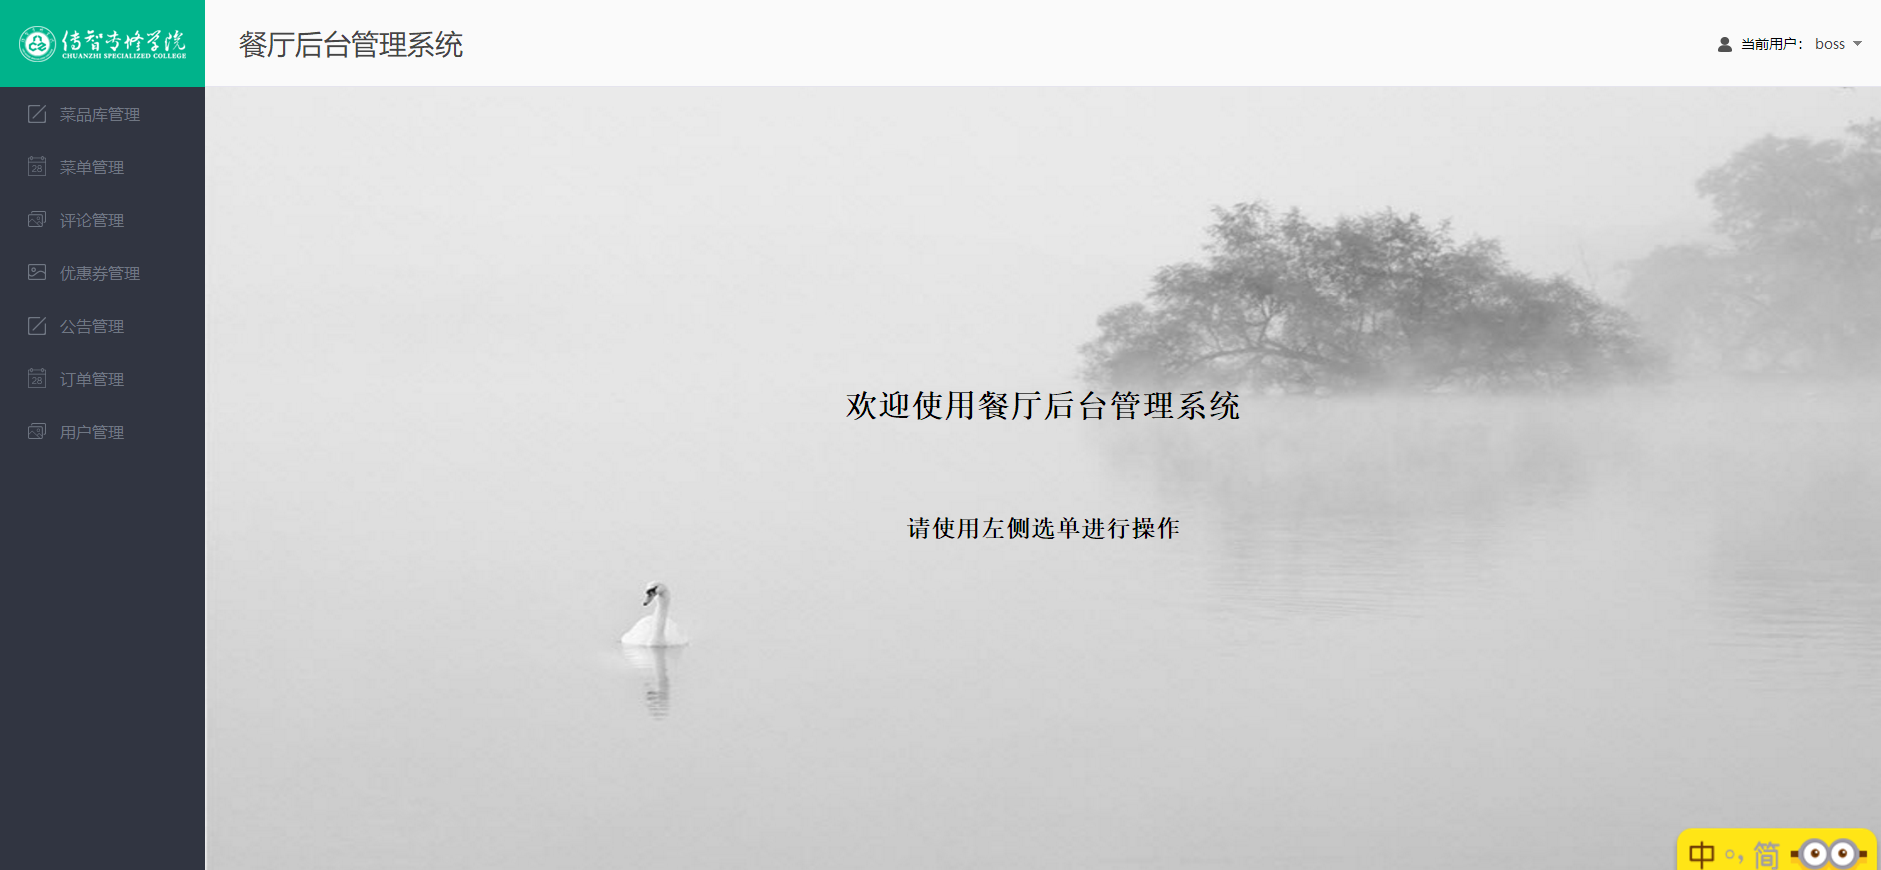 传智专修学院
CHUANZHI SPECIALIZED COLLEGE
餐厅后台管理系统
当前用户： boss
菜品库管理
28 菜单管理
评论管理
优惠券管理
公告管理
28 订单管理
用户管理
欢迎使用餐厅后台管理系统
请使用左侧选单进行操作
中 °, 简